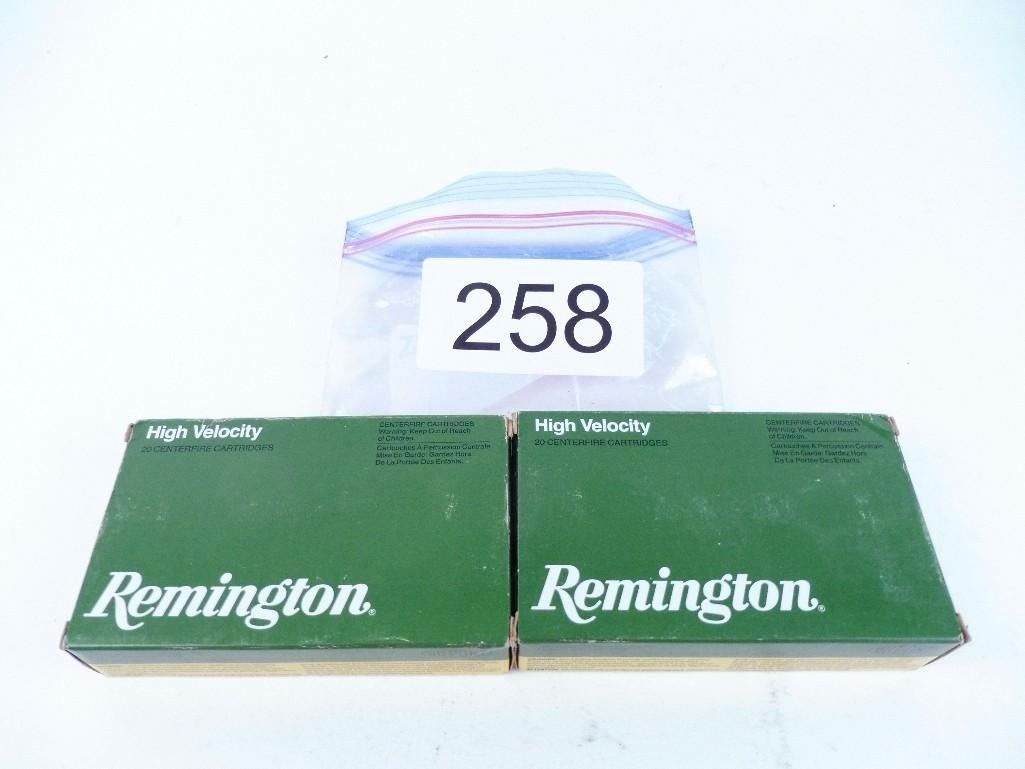 258
High Velocity
20 CENTERFIRE CARTRIDGES
CENTERFIRE CARTRIDGES
Warning: Keep Out of Reach
of Children.
Cartouches À Percussion Centrale
Mise En Garde: Gardez Hors
De La Portée Des Enfants.
Remington®
High Velocity
20 CENTERFIRE CARTRIDGES
CENTERFIRE CARTRIDGES
Warning: Keep Out of Reach
of Children.
Cartouches À Percussion Centrale
Mise En Garde: Gardez Hors
De La Portée Des Enfants.
Remington®